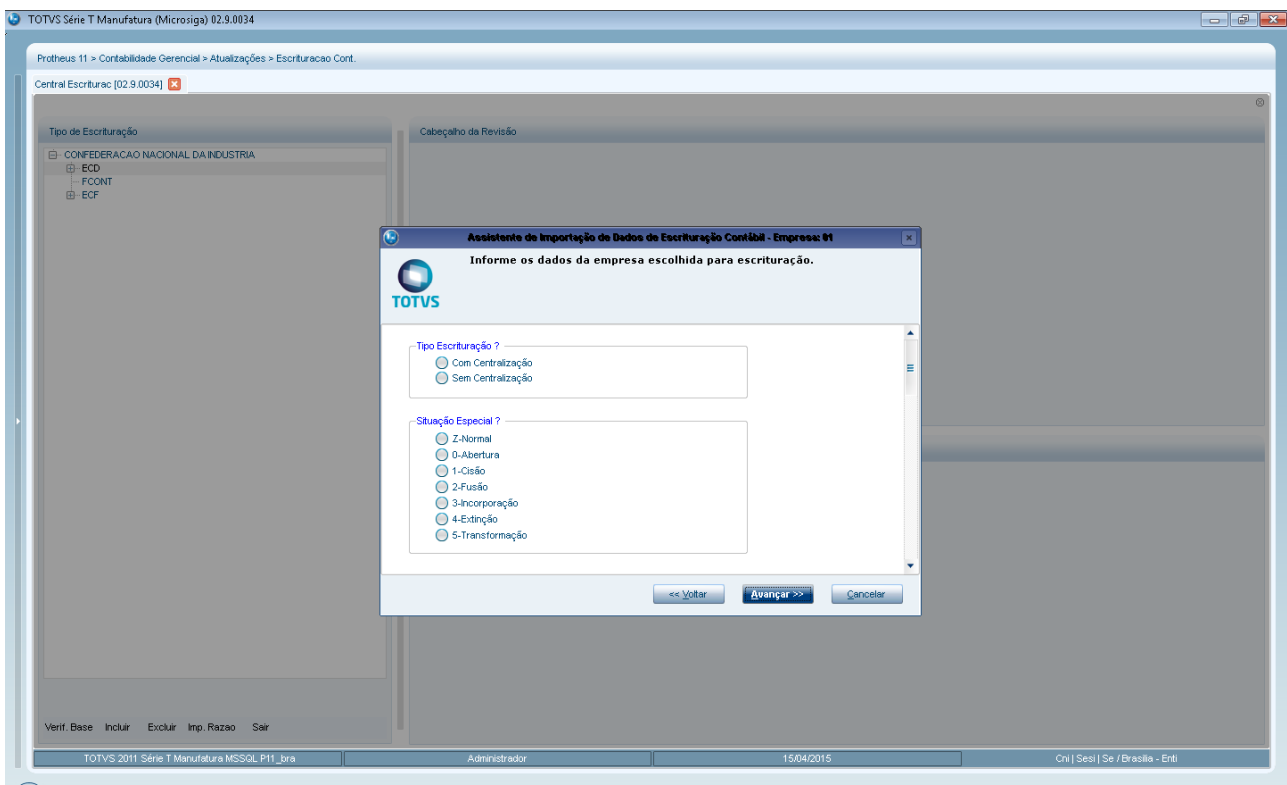 TOTVS Série T Manufatura (Microsiga) 02.9.0034
Protheus 11 > Contabilidade Gerencial > Atualizações > Escrituracao Cont.
Central Escriturac [02.9.0034]
Tipo de Escrituração
Cabeçalho da Revisão
CONFEDERACAO NACIONAL DA INDUSTRIA
ECD
FCONT
ECF
Assistente de Importação de Dados de Escrituração Contábil - Empresa: 01
Informe os dados da empresa escolhida para escrituração.
TOTVS
Tipo Escrituração ?
Com Centralização
Sem Centralização
Situação Especial ?
Z-Normal
0-Abertura
1-Cisão
2-Fusão
3-Incorporação
4-Extinção
5-Transformação
<< Voltar Avançar >> Cancelar
Verif. Base Incluir Excluir Imp. Razao Sair
TOTVS 2011 Série T Manufatura MSSQL P11_bra Administrador 15/04/2015 Cni | Sesi | Se / Brasilia - Enti